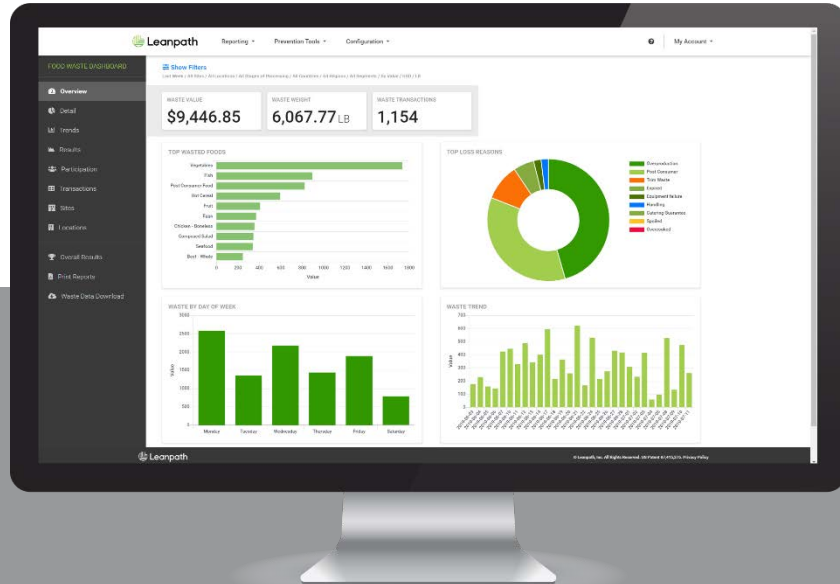 Leanpath
Reporting
Prevention Tools
Configuration
My Account
FOOD WASTE DASHBOARD
Overview
Detail
Trends
Results
Participation
Transactions
Sites
Locations
Overall Results
Print Reports
Waste Data Download
Show Filters
WASTE VALUE
$9,446.85
WASTE WEIGHT
6,067.77 LB
WASTE TRANSACTIONS
1,154
TOP WASTED FOODS
Vegetables
Fish
Post Consumer Food
Hot Cereal
Fruit
Chicken - Boneless
Composed Salad
Seafood
Beef - Whole
0 200 400 600 800 1000 1200 1400 1600 1800
Value
TOP LOSS REASONS
Overproduction
Post Consumer
Trim Waste
Expired
Equipment Failure
Handling
Catering Guarantee
Spoiled
Overcooked
WASTE BY DAY OF WEEK
3000
2500
2000
1500
1000
500
0
Value
Monday Tuesday Wednesday Thursday Friday Saturday
WASTE TREND
700
600
500
400
300
200
100
0
Value
Leanpath